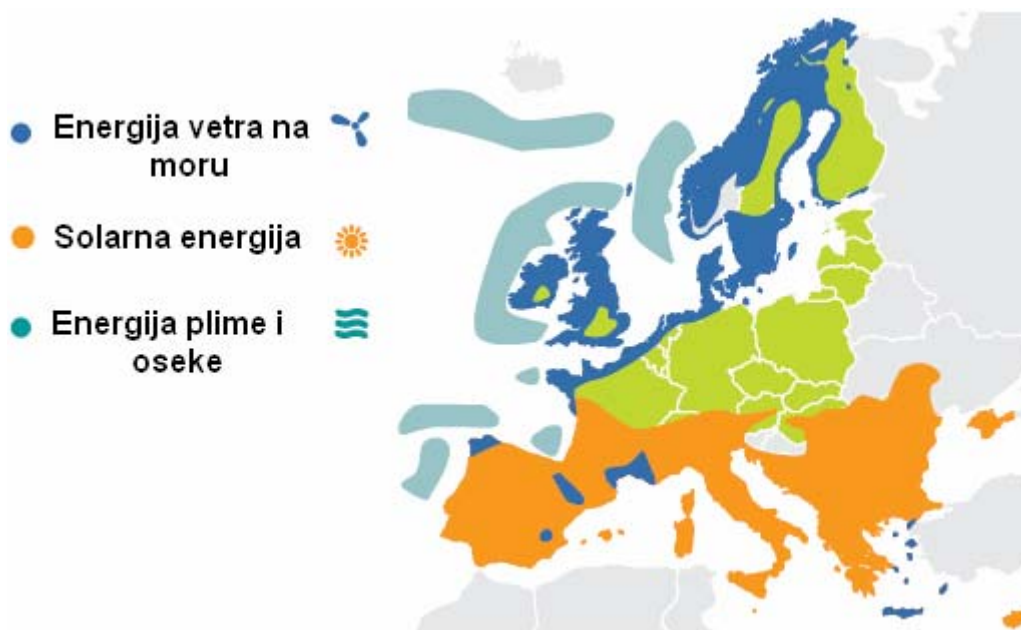 Energija vetra na
moru
Solarna energija
Energija plime i
oseke